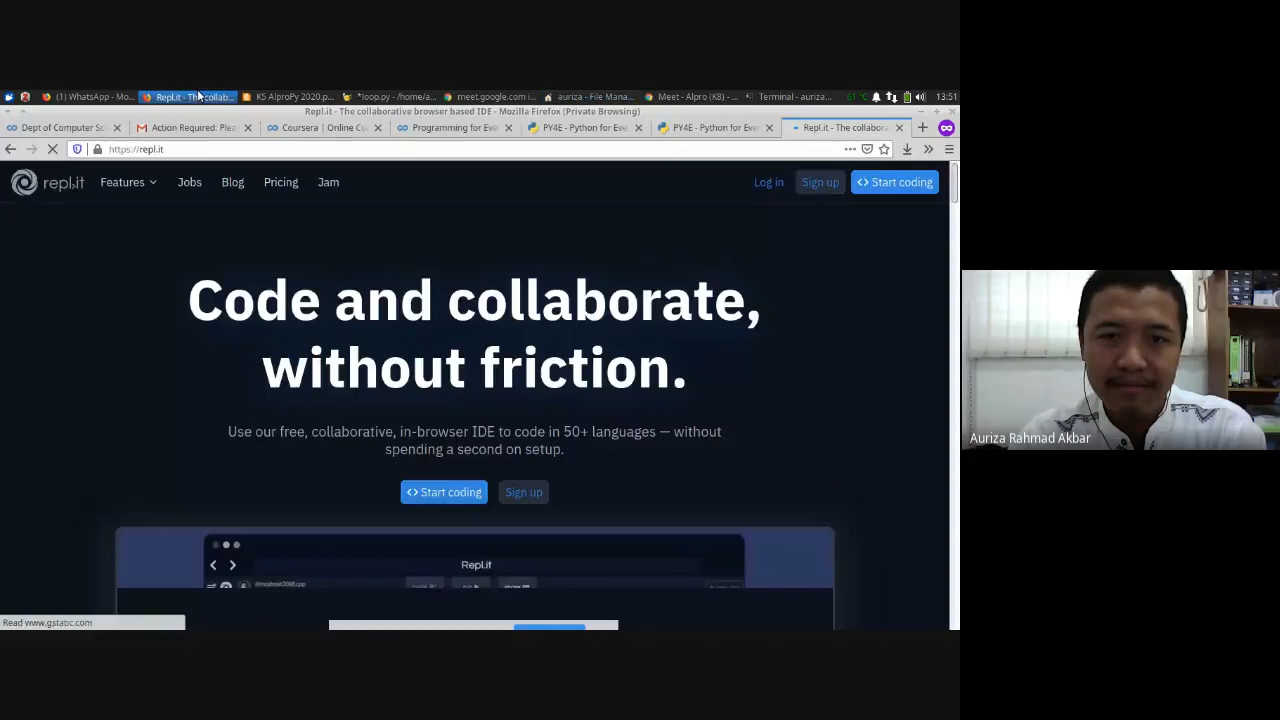 (1) WhatsApp - Mo...
Repl.it - The collab...
K5 AlproPy 2020.p...
*loop.py - /home/a...
meet.google.com i...
auriza - File Mana...
Meet - Alpro (K8) - ...
Terminal - auriza...
61 °C
13:51
Repl.it - The collaborative browser based IDE - Mozilla Firefox (Private Browsing)
Dept of Computer Sc
Action Required: Plea
Coursera | Online Co
Programming for Eve
PY4E - Python for Eve
PY4E - Python for Eve
Repl.it - The collabora
https://repl.it
repl.it
Features
Jobs
Blog
Pricing
Jam
Log in
Sign up
Start coding
Code and collaborate,
without friction.
Use our free, collaborative, in-browser IDE to code in 50+ languages — without
spending a second on setup.
Start coding
Sign up
Repl.it
Read www.gstatic.com
Auriza Rahmad Akbar